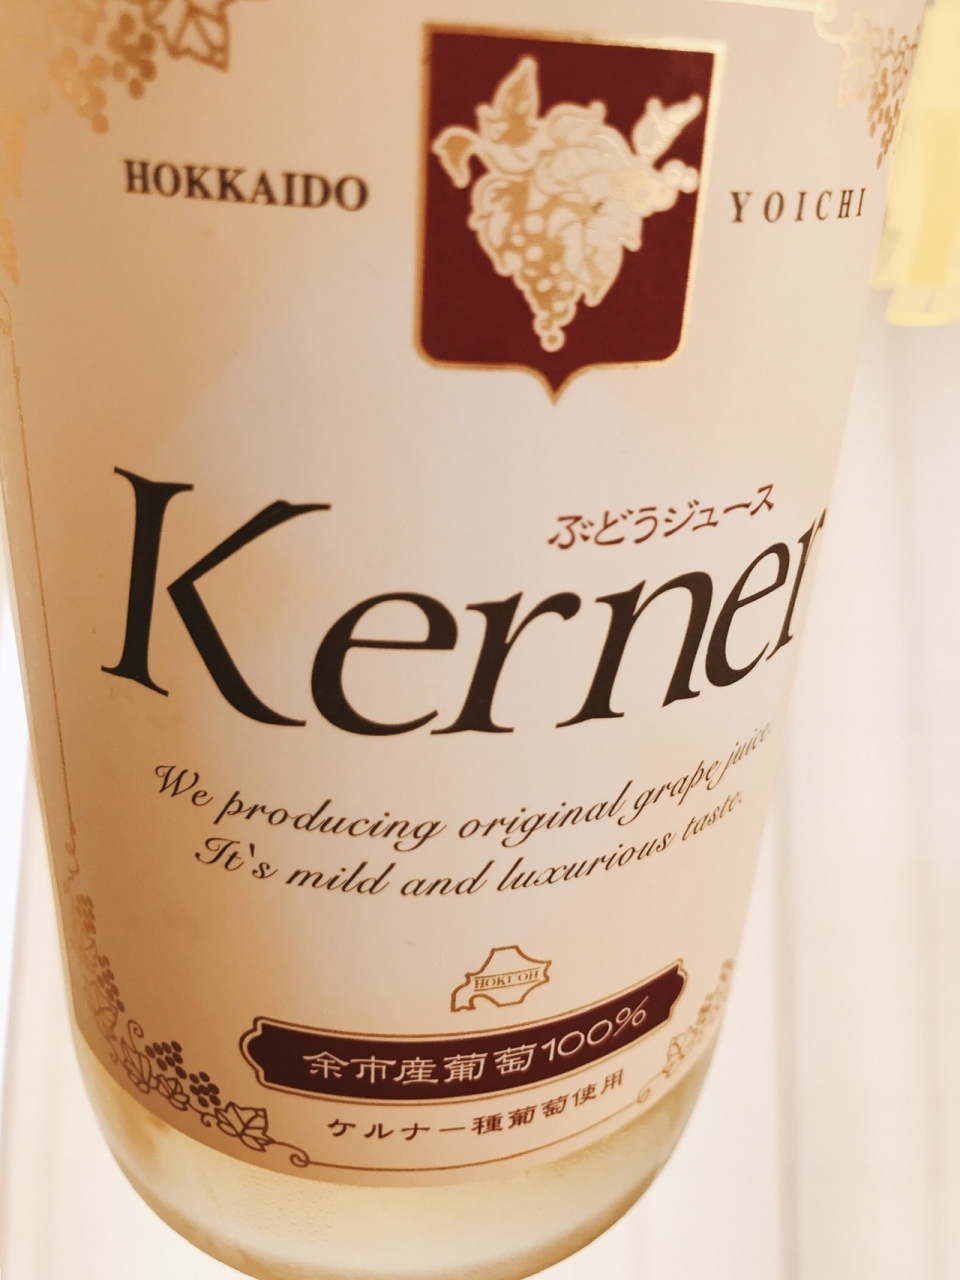 HOKKAIDO
YOICHI
ぶどうジュース
Kerner
We producing original grape juice.
It's mild and luxurious taste.
HOKUOH
余市産葡萄100%
ケルナー種葡萄使用